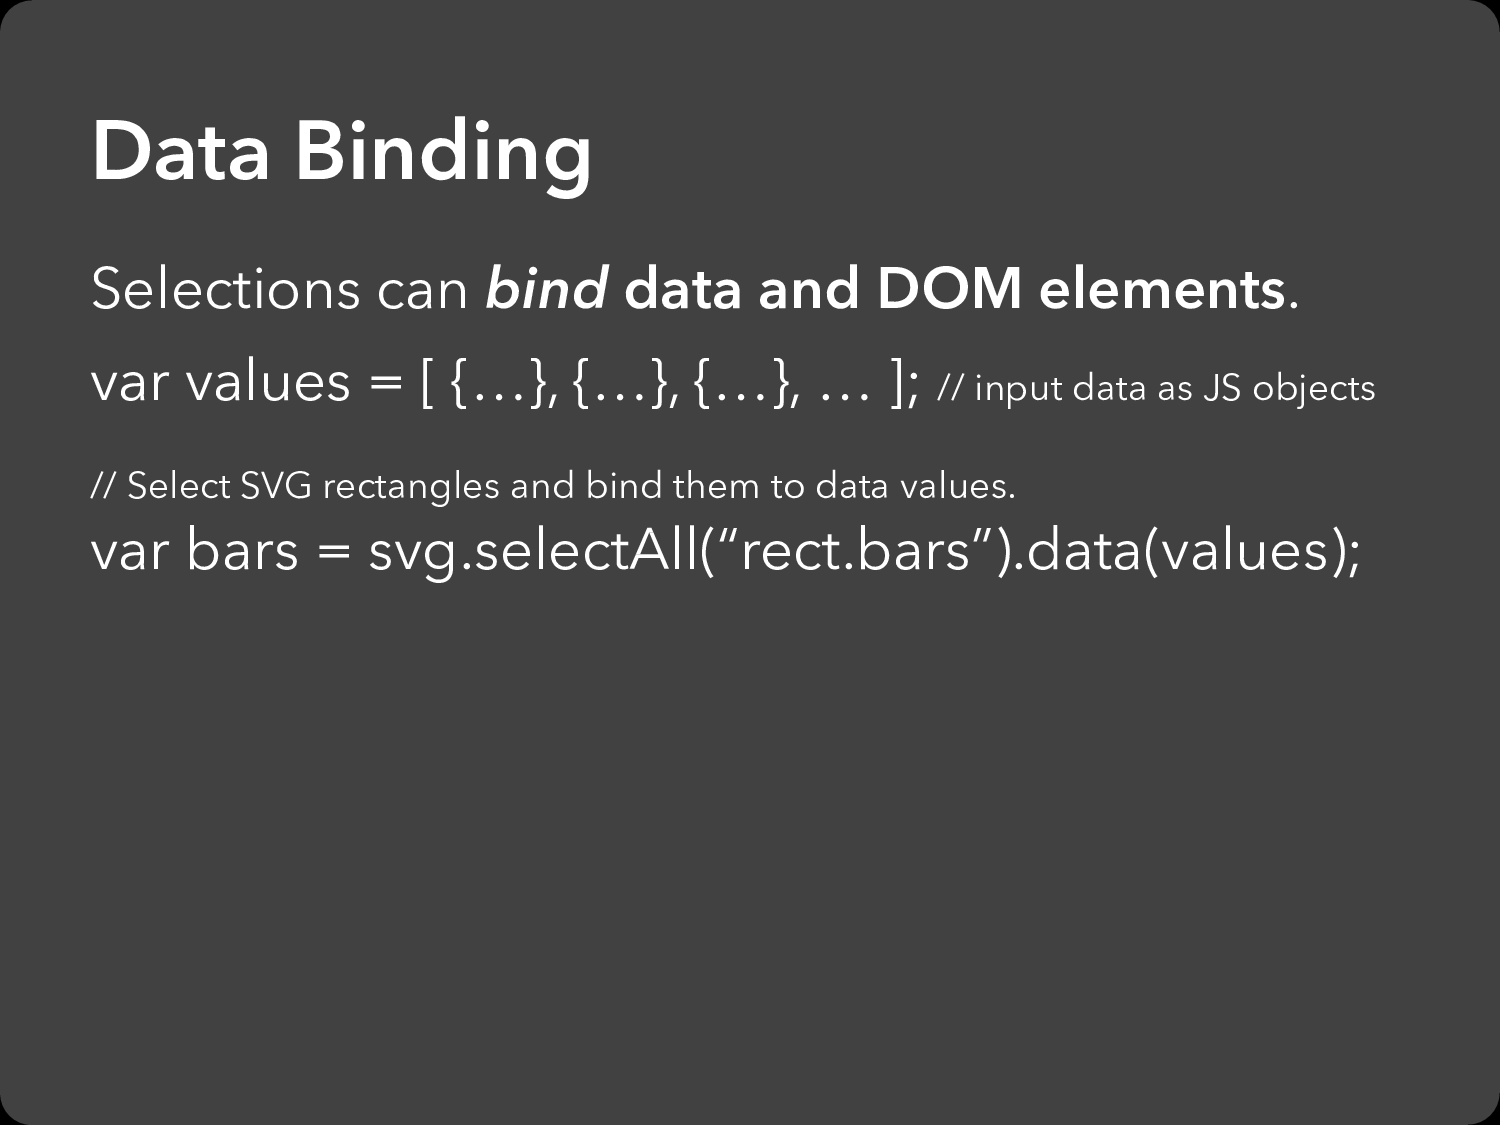 Data Binding
Selections can bind data and DOM elements.
var values = [ {…}, {…}, {…}, … ]; // input data as JS objects
// Select SVG rectangles and bind them to data values.
var bars = svg.selectAll(“rect.bars”).data(values);